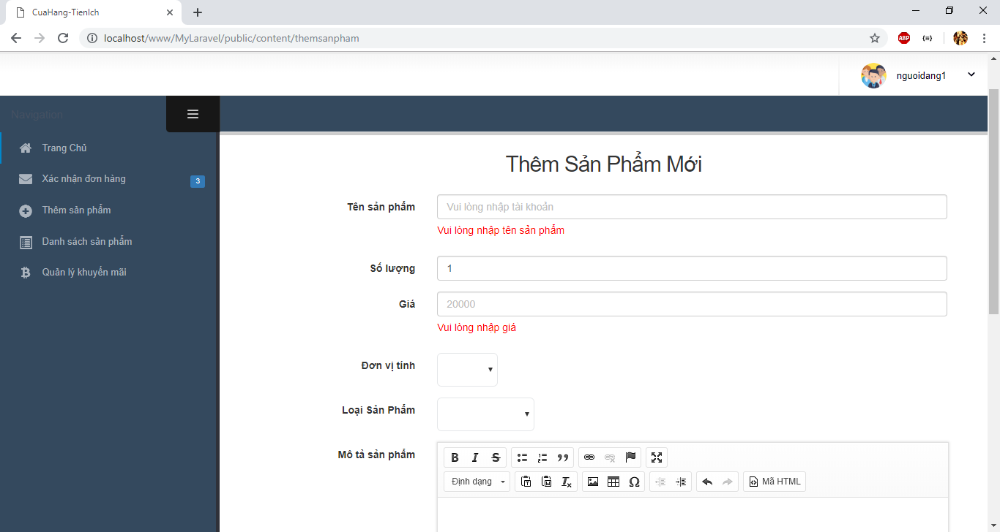 CuaHang-TienIch
localhost/www/MyLaravel/public/content/themsanpham
ABP
nguoidang1
Navigation
Trang Chủ
Xác nhận đơn hàng
3
Thêm sản phẩm
Danh sách sản phẩm
Quản lý khuyến mãi
Thêm Sản Phẩm Mới
Tên sản phẩm
Vui lòng nhập tài khoản
Vui lòng nhập tên sản phẩm
Số lượng
1
Giá
20000
Vui lòng nhập giá
Đơn vị tính
Loại Sản Phẩm
Mô tả sản phẩm
Định dạng
Mã HTML